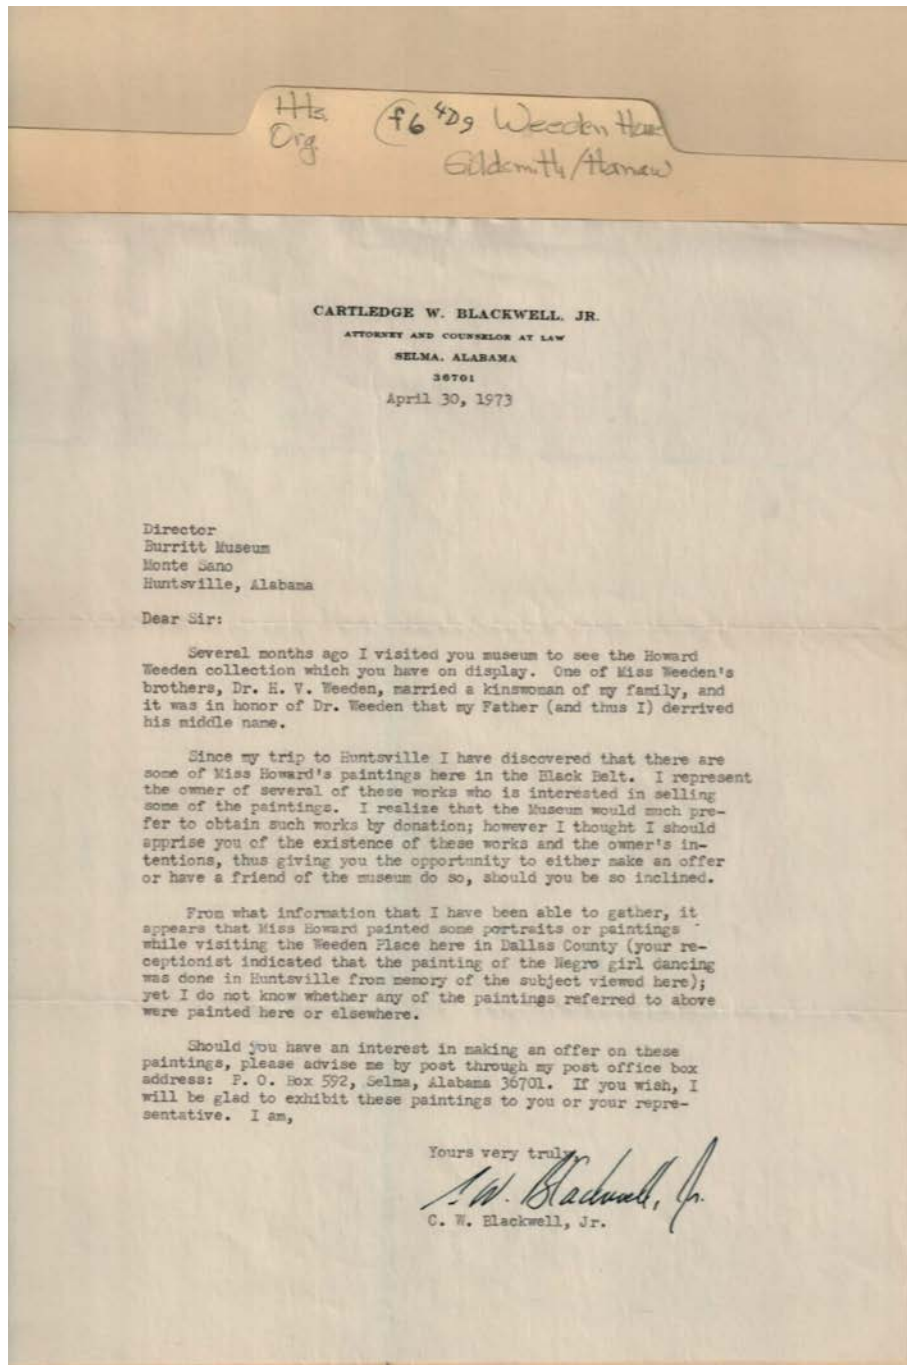 Hts.
Org.
f6 4Dg Weeden
CARTLEDGE W. BLACKWELL, JR.
ATTORNEY AND COUNSELOR AT LAW
SELMA, ALABAMA
36701
April 30, 1973
Director
Burritt Museum
Monte Sano
Huntsville, Alabama
Dear Sir:
Several months ago I visited you museum to see the Howard
Weeden collection which you have on display. One of Miss Weeden's
brothers, Dr. H. V. Weeden, married a kinswoman of my family, and
it was in honor of Dr. Weeden that my Father (and thus I) derrived
his middle name.
Since my trip to Huntsville I have discovered that there are
some of Miss Howard's paintings here in the Black Belt. I represent
the owner of several of these works who is interested in selling
some of the paintings. I realize that the Museum would much pre-
fer to obtain such works by donation; however I thought I should
apprise you of the existence of these works and the owner's in-
tentions, thus giving you the opportunity to either make an offer
or have a friend of the museum do so, should you be so inclined.
From what information that I have been able to gather, it
appears that Miss Howard painted some portraits or paintings
while visiting the Weeden Place here in Dallas County (your re-
ceptionist indicated that the painting of the Negro girl dancing
was done in Huntsville from memory of the subject viewed here);
yet I do not know whether any of the paintings referred to above
were painted here or elsewhere.
Should you have an interest in making an offer on these
paintings, please advise me by post through my post office box
address: P. O. Box 592, Selma, Alabama 36701. If you wish, I
will be glad to exhibit these paintings to you or your repre-
sentative. I am,
Yours very truly,
C. W. Blackwell, Jr.
C. W. Blackwell, Jr.